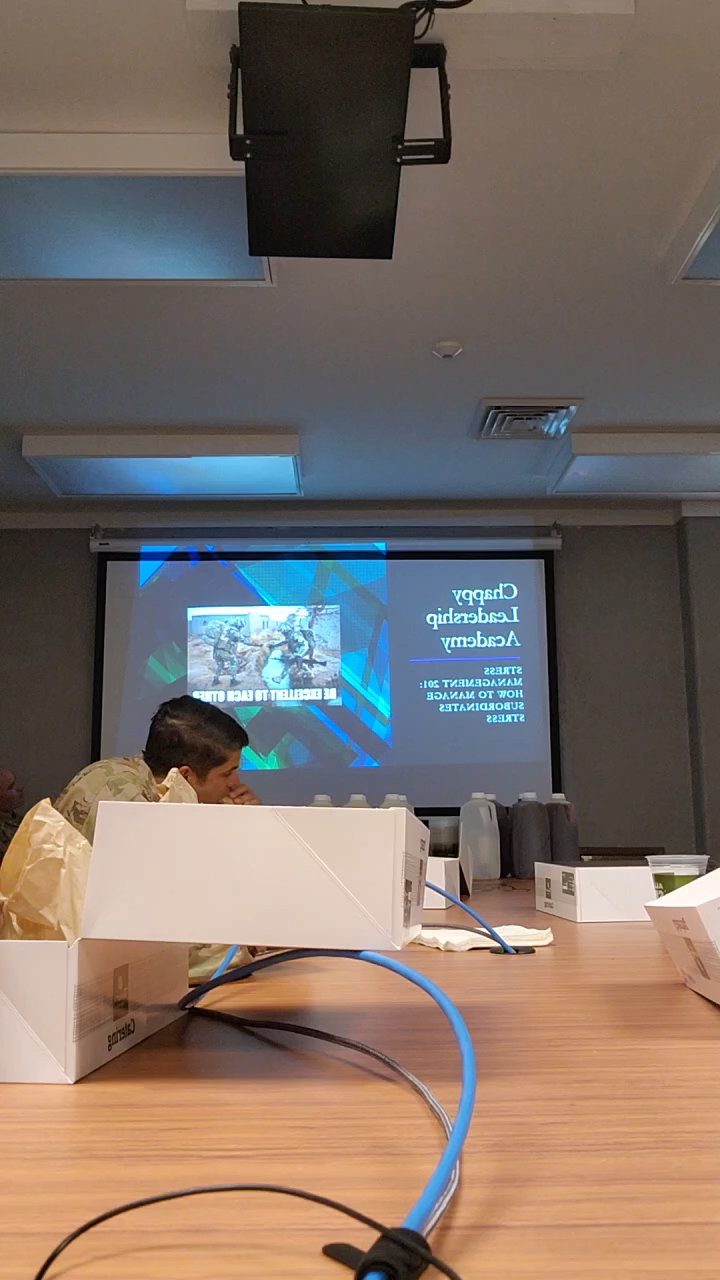 Chappy
Leadership
Academy
STRESS
MANAGEMENT 201:
HOW TO MANAGE
SUBORDINATES
STRESS
BE EXCELLENT TO EACH OTHER
Catering